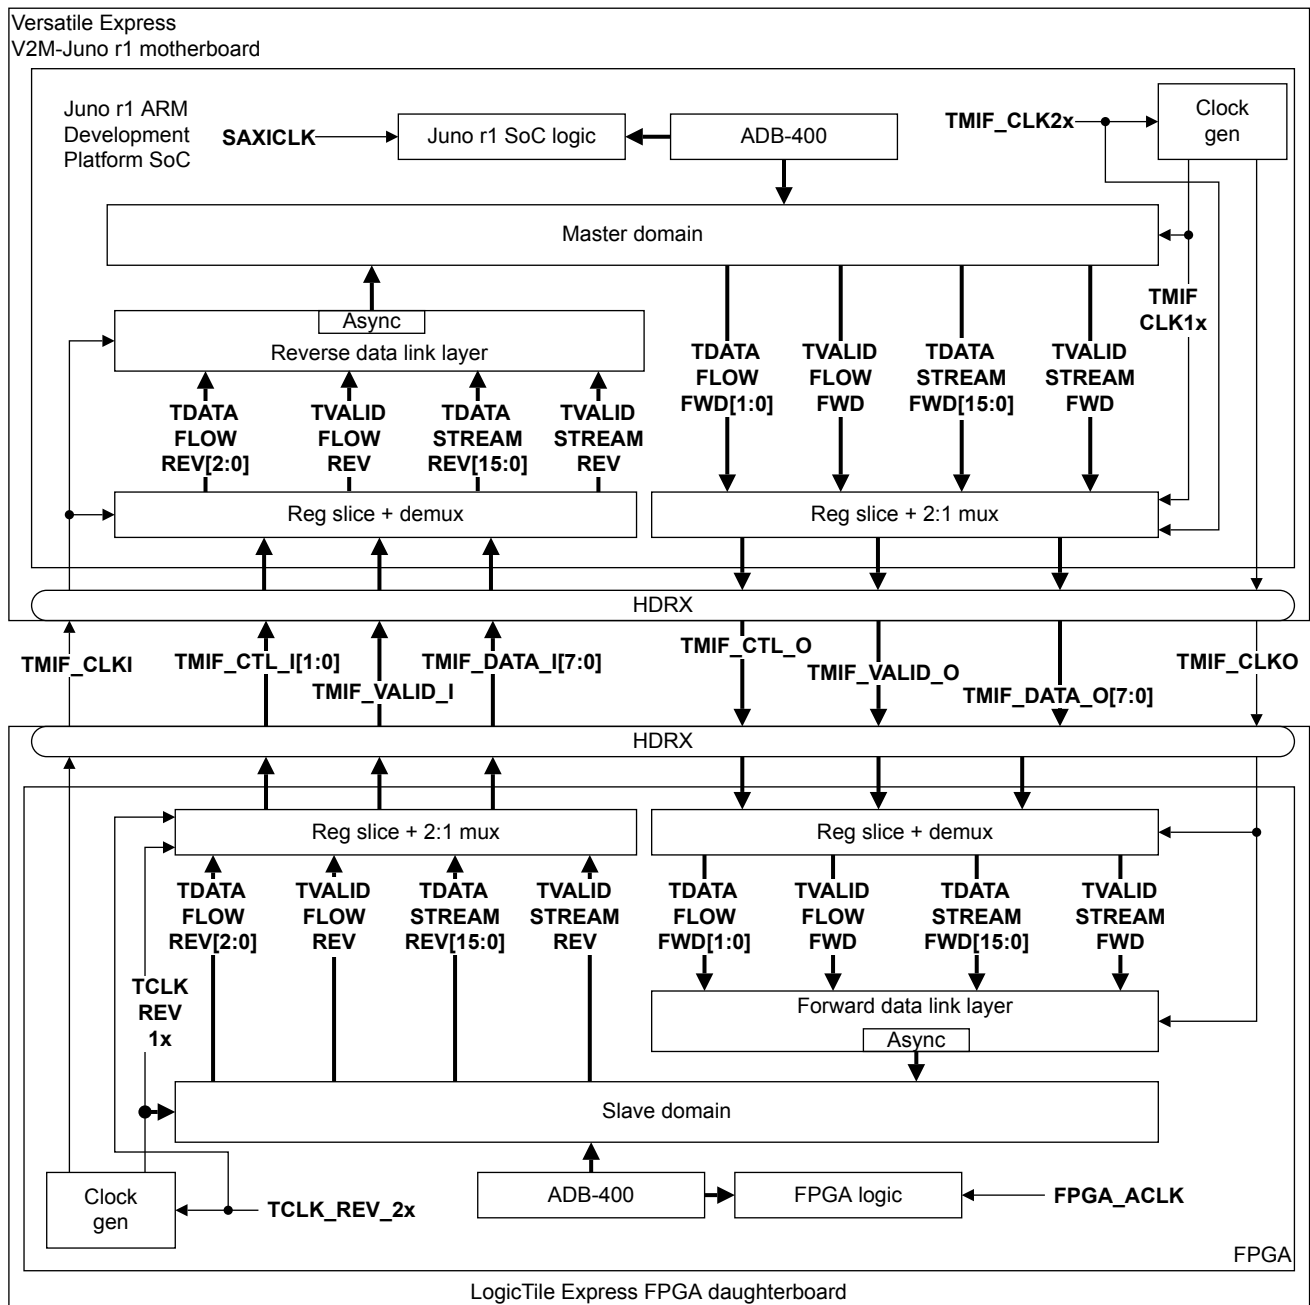 Versatile Express
V2M-Juno r1 motherboard
Juno r1 ARM
Development
Platform SoC
SAXICLK
Juno r1 SoC logic
ADB-400
TMIF_CLK2x
Clock
gen
Master domain
TMIF
CLK1x
Async
Reverse data link layer
TDATA
FLOW
FWD[1:0]
TVALID
FLOW
FWD
TDATA
STREAM
FWD[15:0]
TVALID
STREAM
FWD
TDATA
FLOW
REV[2:0]
TVALID
FLOW
REV
TDATA
STREAM
REV[15:0]
TVALID
STREAM
REV
Reg slice + demux
Reg slice + 2:1 mux
HDRX
TMIF_CLKI
TMIF_CTL_I[1:0]
TMIF_VALID_I
TMIF_DATA_I[7:0]
TMIF_CTL_O
TMIF_VALID_O
TMIF_DATA_O[7:0]
TMIF_CLKO
HDRX
Reg slice + 2:1 mux
Reg slice + demux
TDATA
FLOW
REV[2:0]
TVALID
FLOW
REV
TDATA
STREAM
REV[15:0]
TVALID
STREAM
REV
TDATA
FLOW
FWD[1:0]
TVALID
FLOW
FWD
TDATA
STREAM
FWD[15:0]
TVALID
STREAM
FWD
TCLK
REV
1x
Forward data link layer
Async
Slave domain
Clock
gen
TCLK_REV_2x
ADB-400
FPGA logic
FPGA_ACLK
FPGA
LogicTile Express FPGA daughterboard